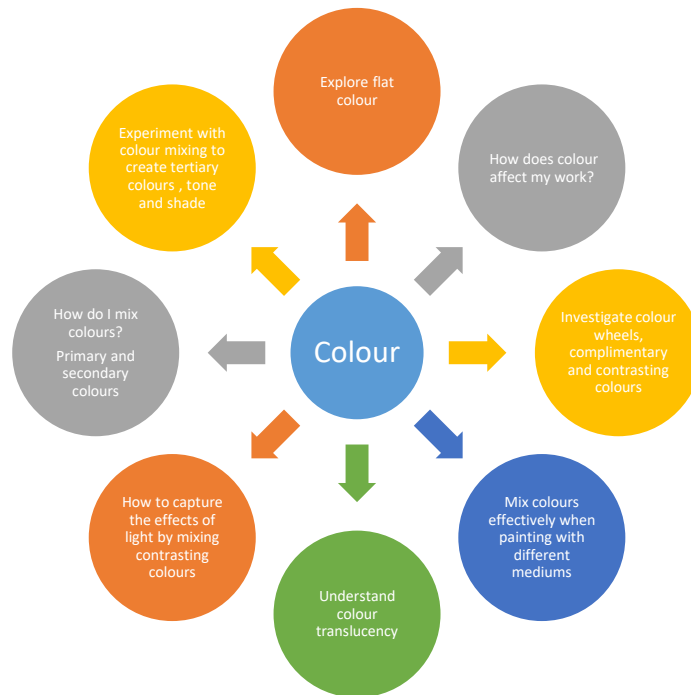 Explore flat
colour
How does colour
affect my work?
Investigate colour
wheels,
complimentary
and contrasting
colours
Mix colours
effectively when
painting with
different
mediums
Understand
colour
translucency
How to capture
the effects of
light by mixing
contrasting
colours
How do I mix
colours?
Primary and
secondary
colours
Experiment with
colour mixing to
create tertiary
colours , tone
and shade
Colour